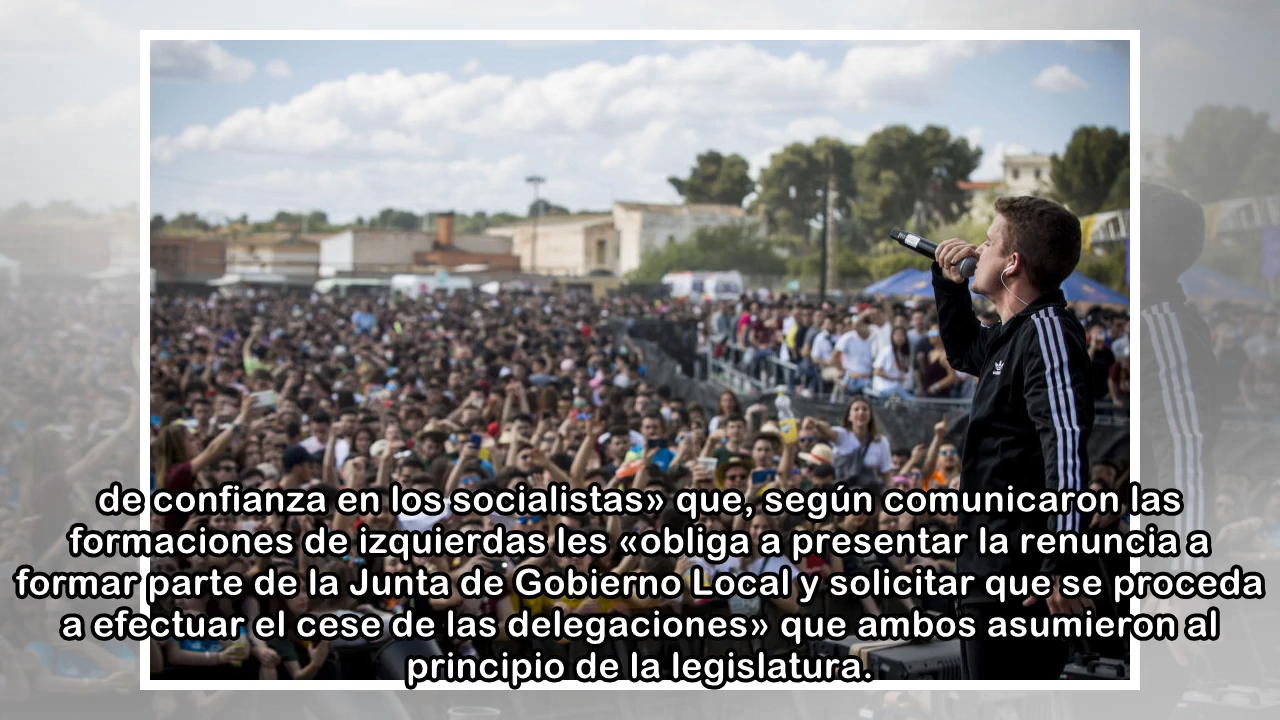 de confianza en los socialistas» que, según comunicaron las
formaciones de izquierdas les «obliga a presentar la renuncia a
formar parte de la Junta de Gobierno Local y solicitar que se proceda
a efectuar el cese de las delegaciones» que ambos asumieron al
principio de la legislatura.